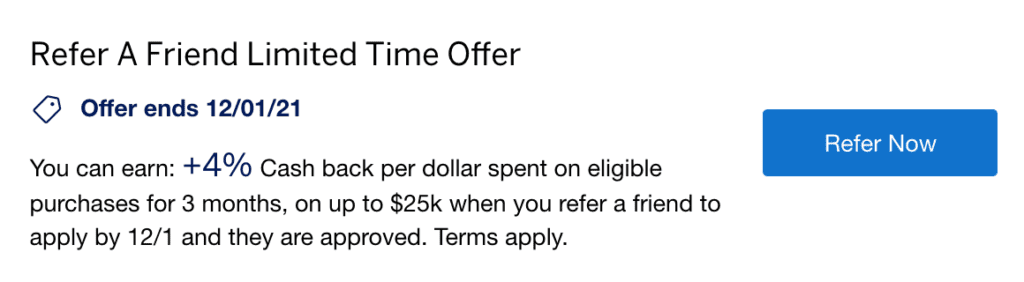 Refer A Friend Limited Time Offer
Offer ends 12/01/21
You can earn: +4% Cash back per dollar spent on eligible
purchases for 3 months, on up to $25k when you refer a friend to
apply by 12/1 and they are approved. Terms apply.
Refer Now